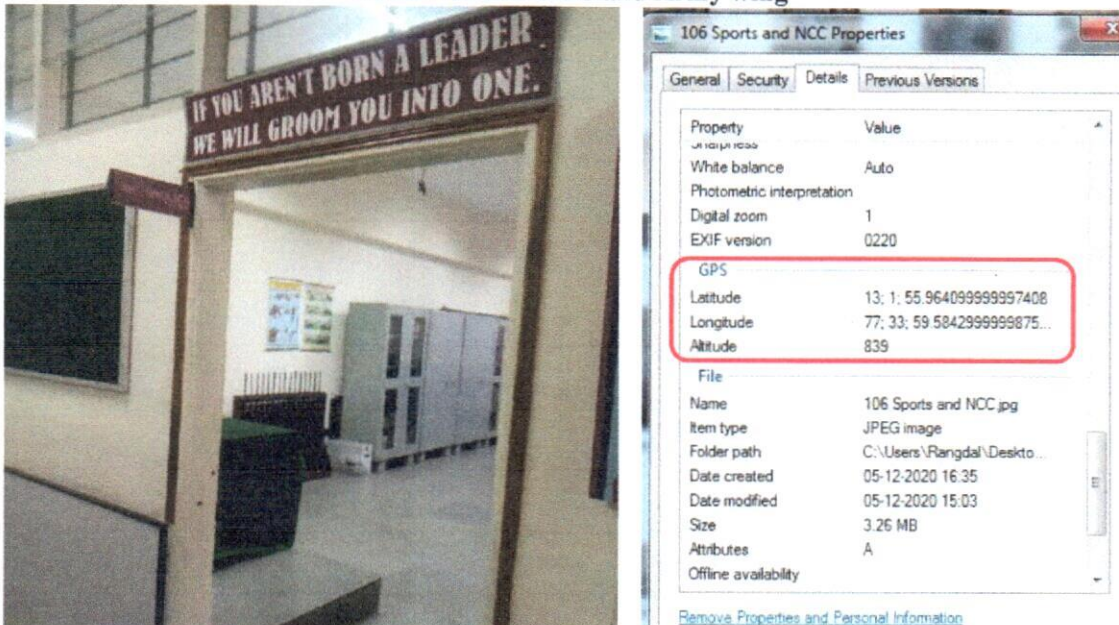 IF YOU AREN'T BORN A LEADER
WE WILL GROOM YOU INTO ONE.
106 Sports and NCC Properties
General Security Details Previous Versions
Property Value
Sharpness
White balance Auto
Photometric interpretation
Digital zoom 1
EXIF version 0220
GPS
Latitude 13; 1; 55.964099999997408
Longitude 77; 33; 59.5842999999875...
Altitude 839
File
Name 106 Sports and NCC.jpg
Item type JPEG image
Folder path C:\Users\Rangdal\Deskto...
Date created 05-12-2020 16:35
Date modified 05-12-2020 15:03
Size 3.26 MB
Attributes A
Offline availability
Remove Properties and Personal Information